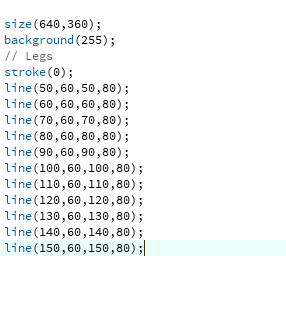 size(640,360);
background(255);
// Legs
stroke(0);
line(50,60,50,80);
line(60,60,60,80);
line(70,60,70,80);
line(80,60,80,80);
line(90,60,90,80);
line(100,60,100,80);
line(110,60,110,80);
line(120,60,120,80);
line(130,60,130,80);
line(140,60,140,80);
line(150,60,150,80);